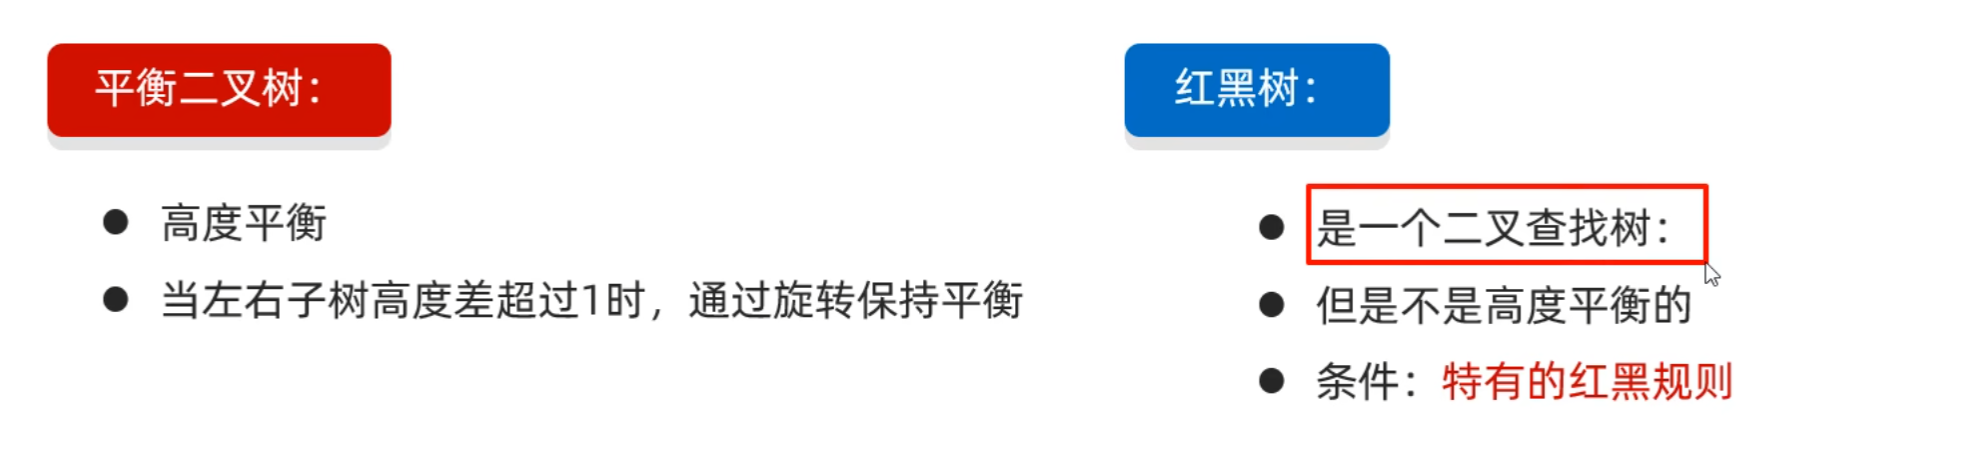 平衡二叉树：
高度平衡
当左右子树高度差超过1时，通过旋转保持平衡
红黑树：
是一个二叉查找树：
但是不是高度平衡的
条件：特有的红黑规则